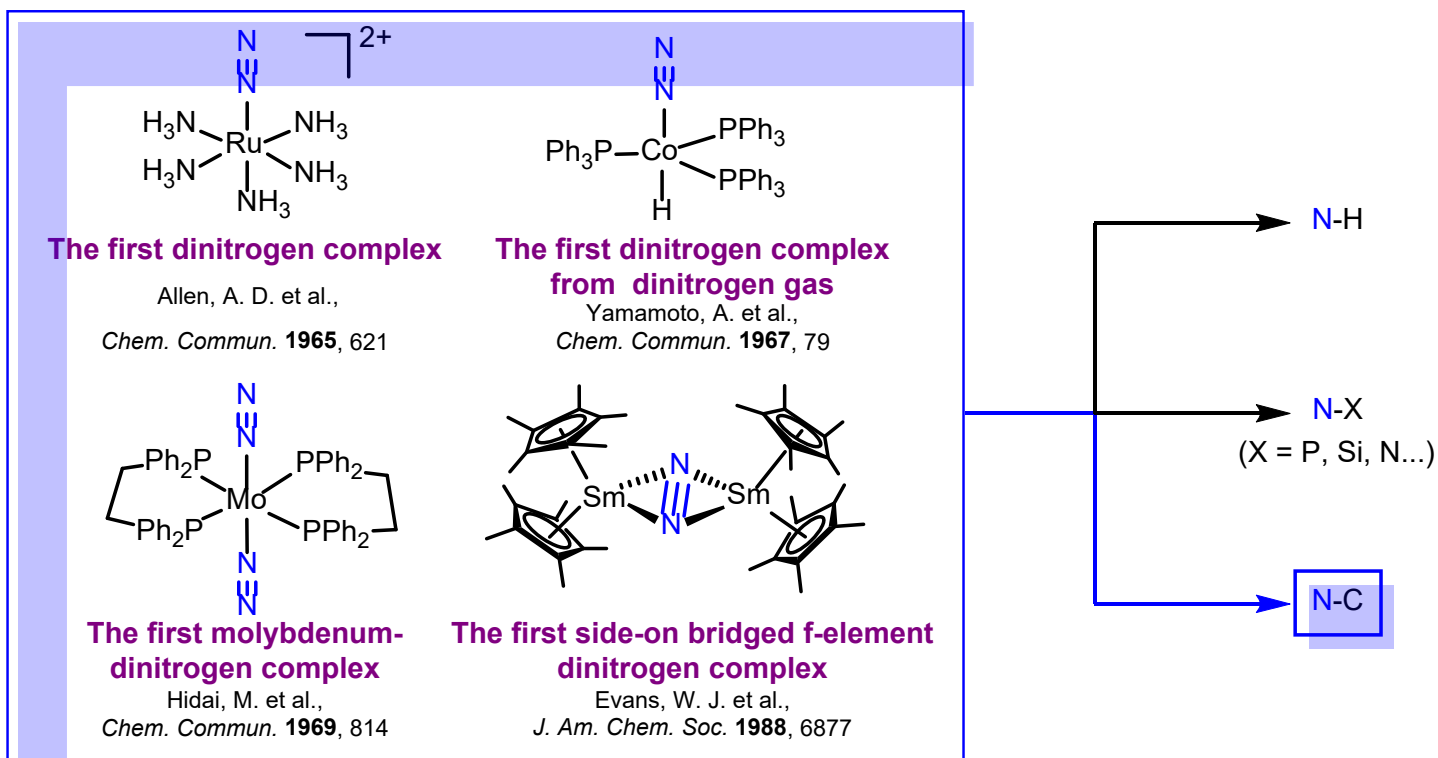 N
N
2+
H3N
NH3
Ru
H3N
NH3
NH3
The first dinitrogen complex
Allen, A. D. et al.,
Chem. Commun. 1965, 621
N
N
PPh3
Ph3P
Co
PPh3
H
The first dinitrogen complex
from dinitrogen gas
Yamamoto, A. et al.,
Chem. Commun. 1967, 79
N
N
Ph2P
PPh2
Mo
Ph2P
PPh2
N
N
The first molybdenum-
dinitrogen complex
Hidai, M. et al.,
Chem. Commun. 1969, 814
N
Sm
Sm
N
The first side-on bridged f-element
dinitrogen complex
Evans, W. J. et al.,
J. Am. Chem. Soc. 1988, 6877
N-H
N-X
(X = P, Si, N...)
N-C